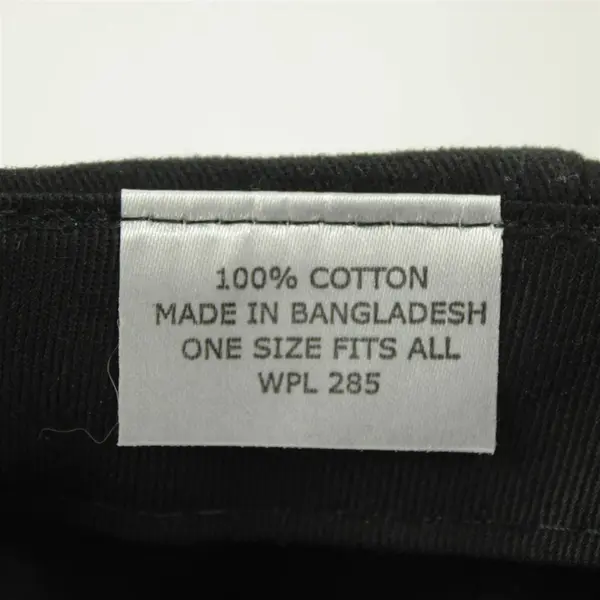 100% COTTON
MADE IN BANGLADESH
ONE SIZE FITS ALL
WPL 285